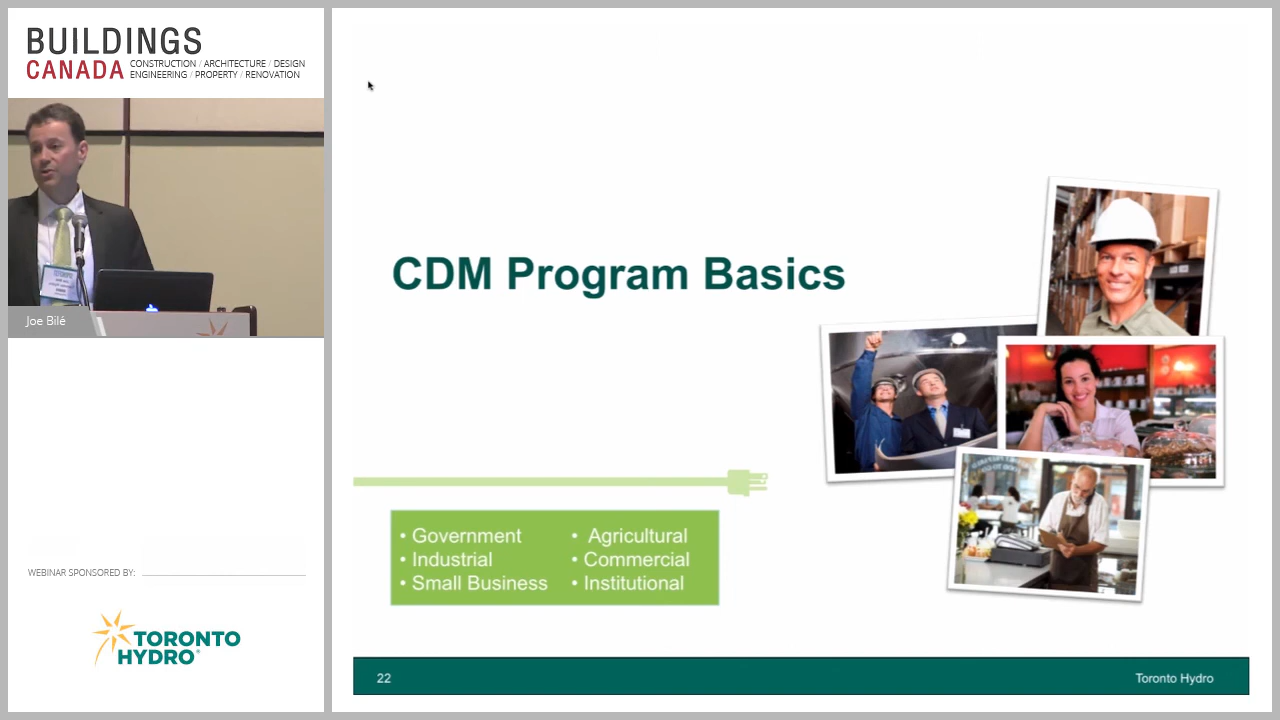 BUILDINGS
CANADA CONSTRUCTION / ARCHITECTURE / DESIGN
ENGINEERING / PROPERTY / RENOVATION
Joe Bilé
WEBINAR SPONSORED BY:
TORONTO
HYDRO®
CDM Program Basics
• Government
• Industrial
• Small Business
• Agricultural
• Commercial
• Institutional
22
Toronto Hydro